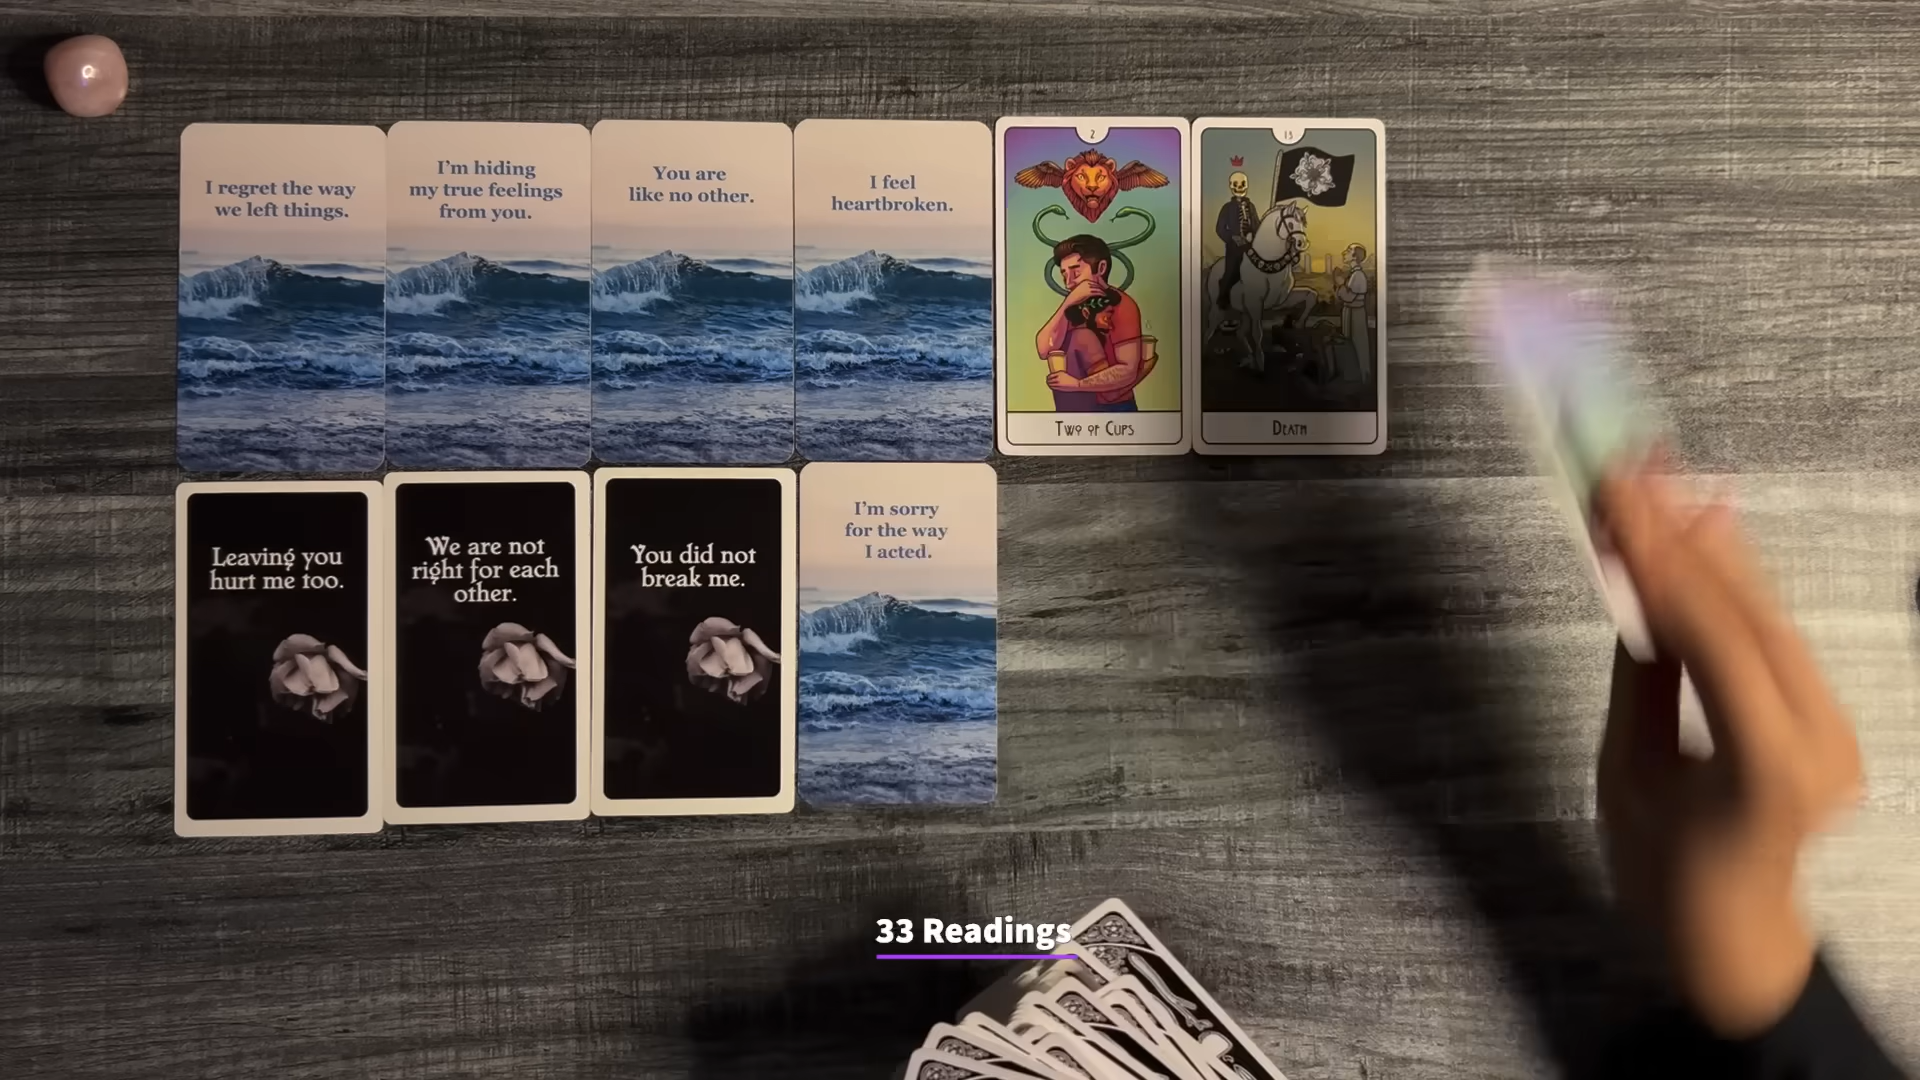 I regret the way
we left things.
I'm hiding
my true feelings
from you.
You are
like no other.
I feel
heartbroken.
2
Two of Cups
13
Death
Leaving you
hurt me too.
We are not
right for each
other.
You did not
break me.
I'm sorry
for the way
I acted.
33 Readings